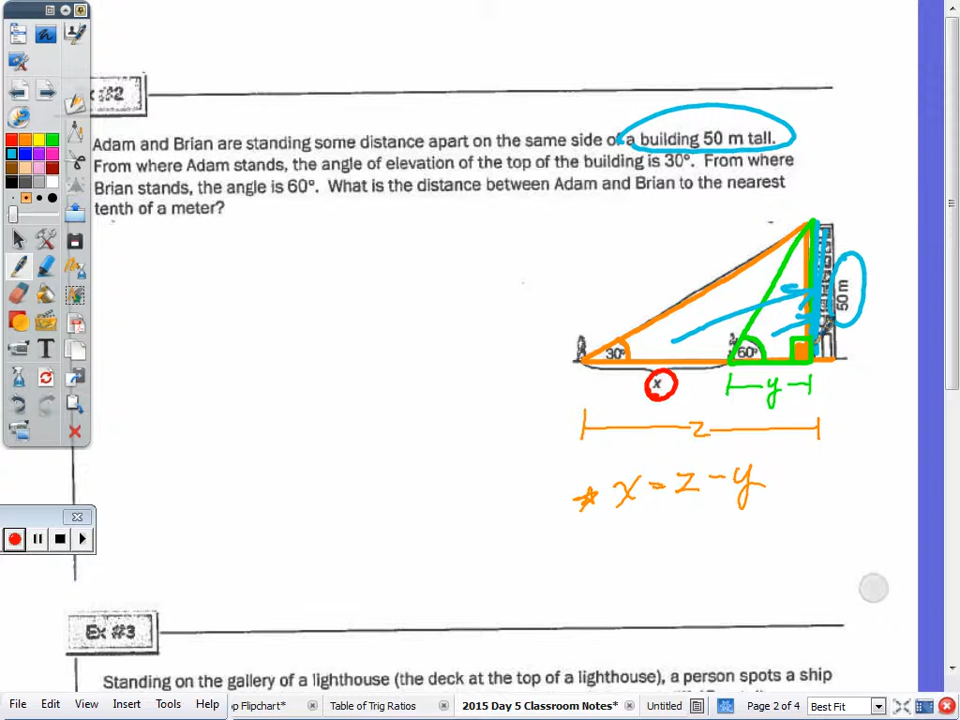 #2
Adam and Brian are standing some distance apart on the same side of a building 50 m tall.
From where Adam stands, the angle of elevation of the top of the building is 30°. From where
Brian stands, the angle is 60°. What is the distance between Adam and Brian to the nearest
tenth of a meter?
50 m
30°
60°
x
y
z
* x = z - y
Ex #3
Standing on the gallery of a lighthouse (the deck at the top of a lighthouse), a person spots a ship
File Edit View Insert Tools Help
p Flipchart* Table of Trig Ratios 2015 Day 5 Classroom Notes* Untitled Page 2 of 4 Best Fit